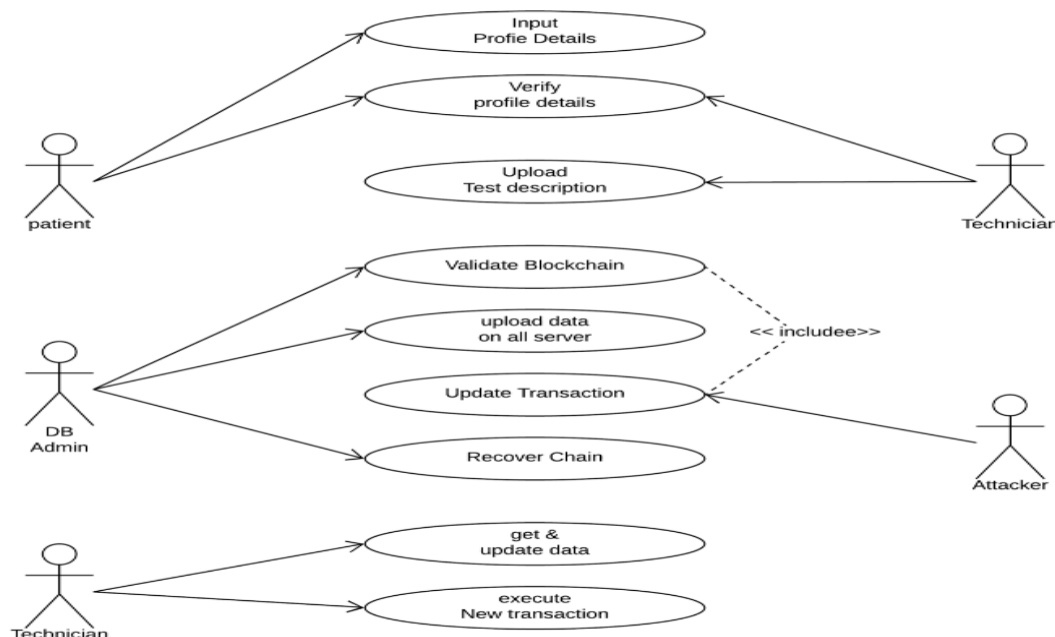 Input
Profie Details
Verify
profile details
Upload
Test description
patient
Technician
Validate Blockchain
upload data
on all server
<< includee>>
Update Transaction
DB
Admin
Recover Chain
Attacker
get &
update data
execute
New transaction
Technician